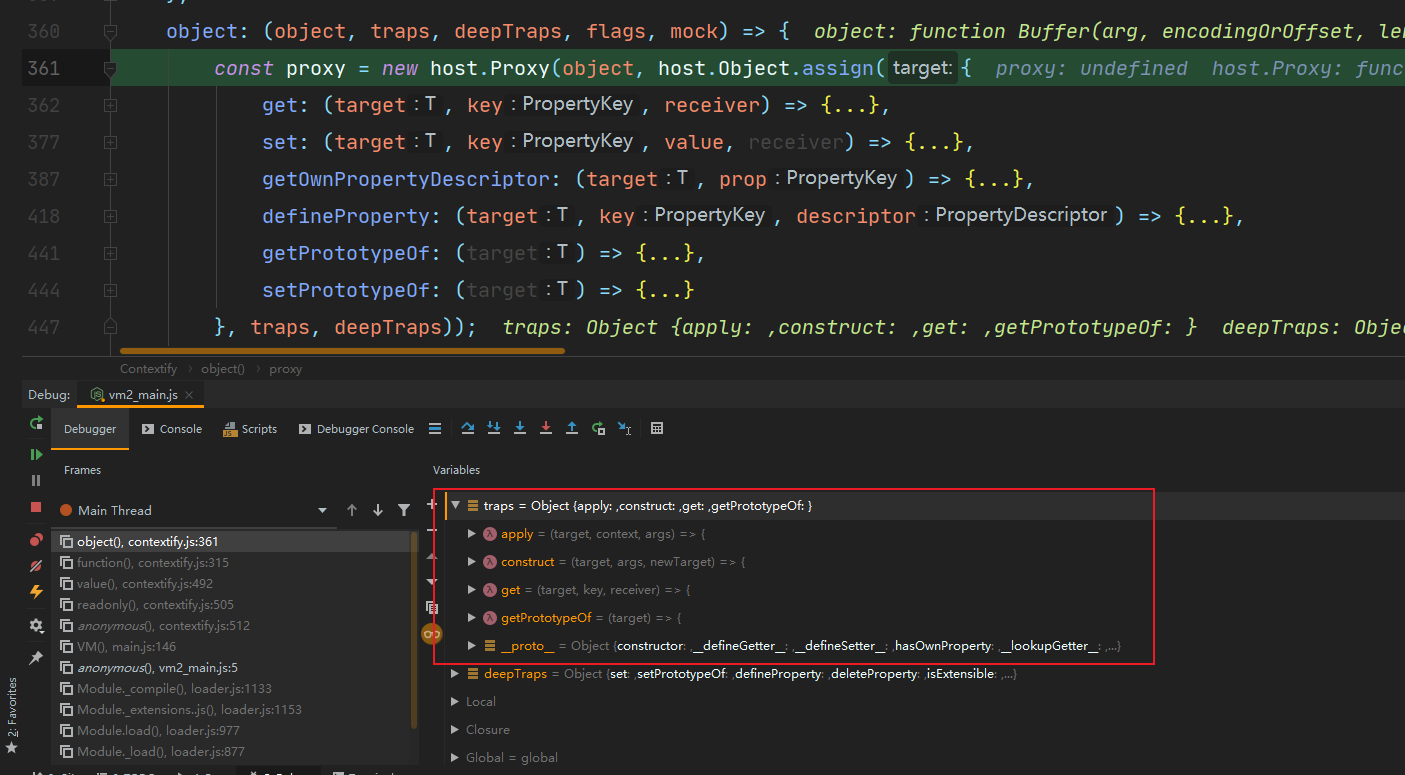 360 object: (object, traps, deepTraps, flags, mock) => { object: function Buffer(arg, encodingOrOffset, le
361 const proxy = new host.Proxy(object, host.Object.assign( target: { proxy: undefined host.Proxy: func
362 get: (target : T , key : PropertyKey , receiver) => {...},
377 set: (target : T , key : PropertyKey , value, receiver) => {...},
387 getOwnPropertyDescriptor: (target : T , prop : PropertyKey ) => {...},
418 defineProperty: (target : T , key : PropertyKey , descriptor : PropertyDescriptor ) => {...},
441 getPrototypeOf: (target : T ) => {...},
444 setPrototypeOf: (target : T ) => {...}
447 }, traps, deepTraps)); traps: Object {apply: ,construct: ,get: ,getPrototypeOf: } deepTraps: Objec
Contextify › object() › proxy
Debug: vm2_main.js ×
Debugger Console Scripts Debugger Console
Frames Variables
Main Thread
object(), contextify.js:361
function(), contextify.js:315
value(), contextify.js:492
readonly(), contextify.js:505
anonymous(), contextify.js:512
VM(), main.js:146
anonymous(), vm2_main.js:5
Module._compile(), loader.js:1133
Module._extensions..js(), loader.js:1153
Module.load(), loader.js:977
Module._load(), loader.js:877
traps = Object {apply: ,construct: ,get: ,getPrototypeOf: }
apply = (target, context, args) => {
construct = (target, args, newTarget) => {
get = (target, key, receiver) => {
getPrototypeOf = (target) => {
__proto__ = Object {constructor: ,__defineGetter__: ,__defineSetter__: ,hasOwnProperty: ,__lookupGetter__: ,...}
deepTraps = Object {set: ,setPrototypeOf: ,defineProperty: ,deleteProperty: ,isExtensible: ,...}
Local
Closure
Global = global
2: Favorites